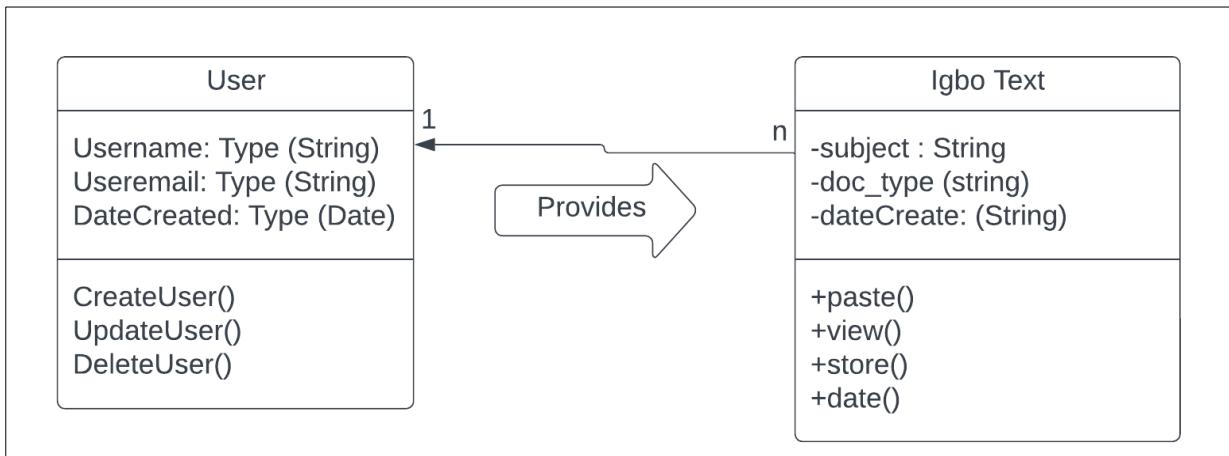 User
Username: Type (String)
Useremail: Type (String)
DateCreated: Type (Date)
CreateUser()
UpdateUser()
DeleteUser()
1
n
Provides
Igbo Text
-subject : String
-doc_type (string)
-dateCreate: (String)
+paste()
+view()
+store()
+date()